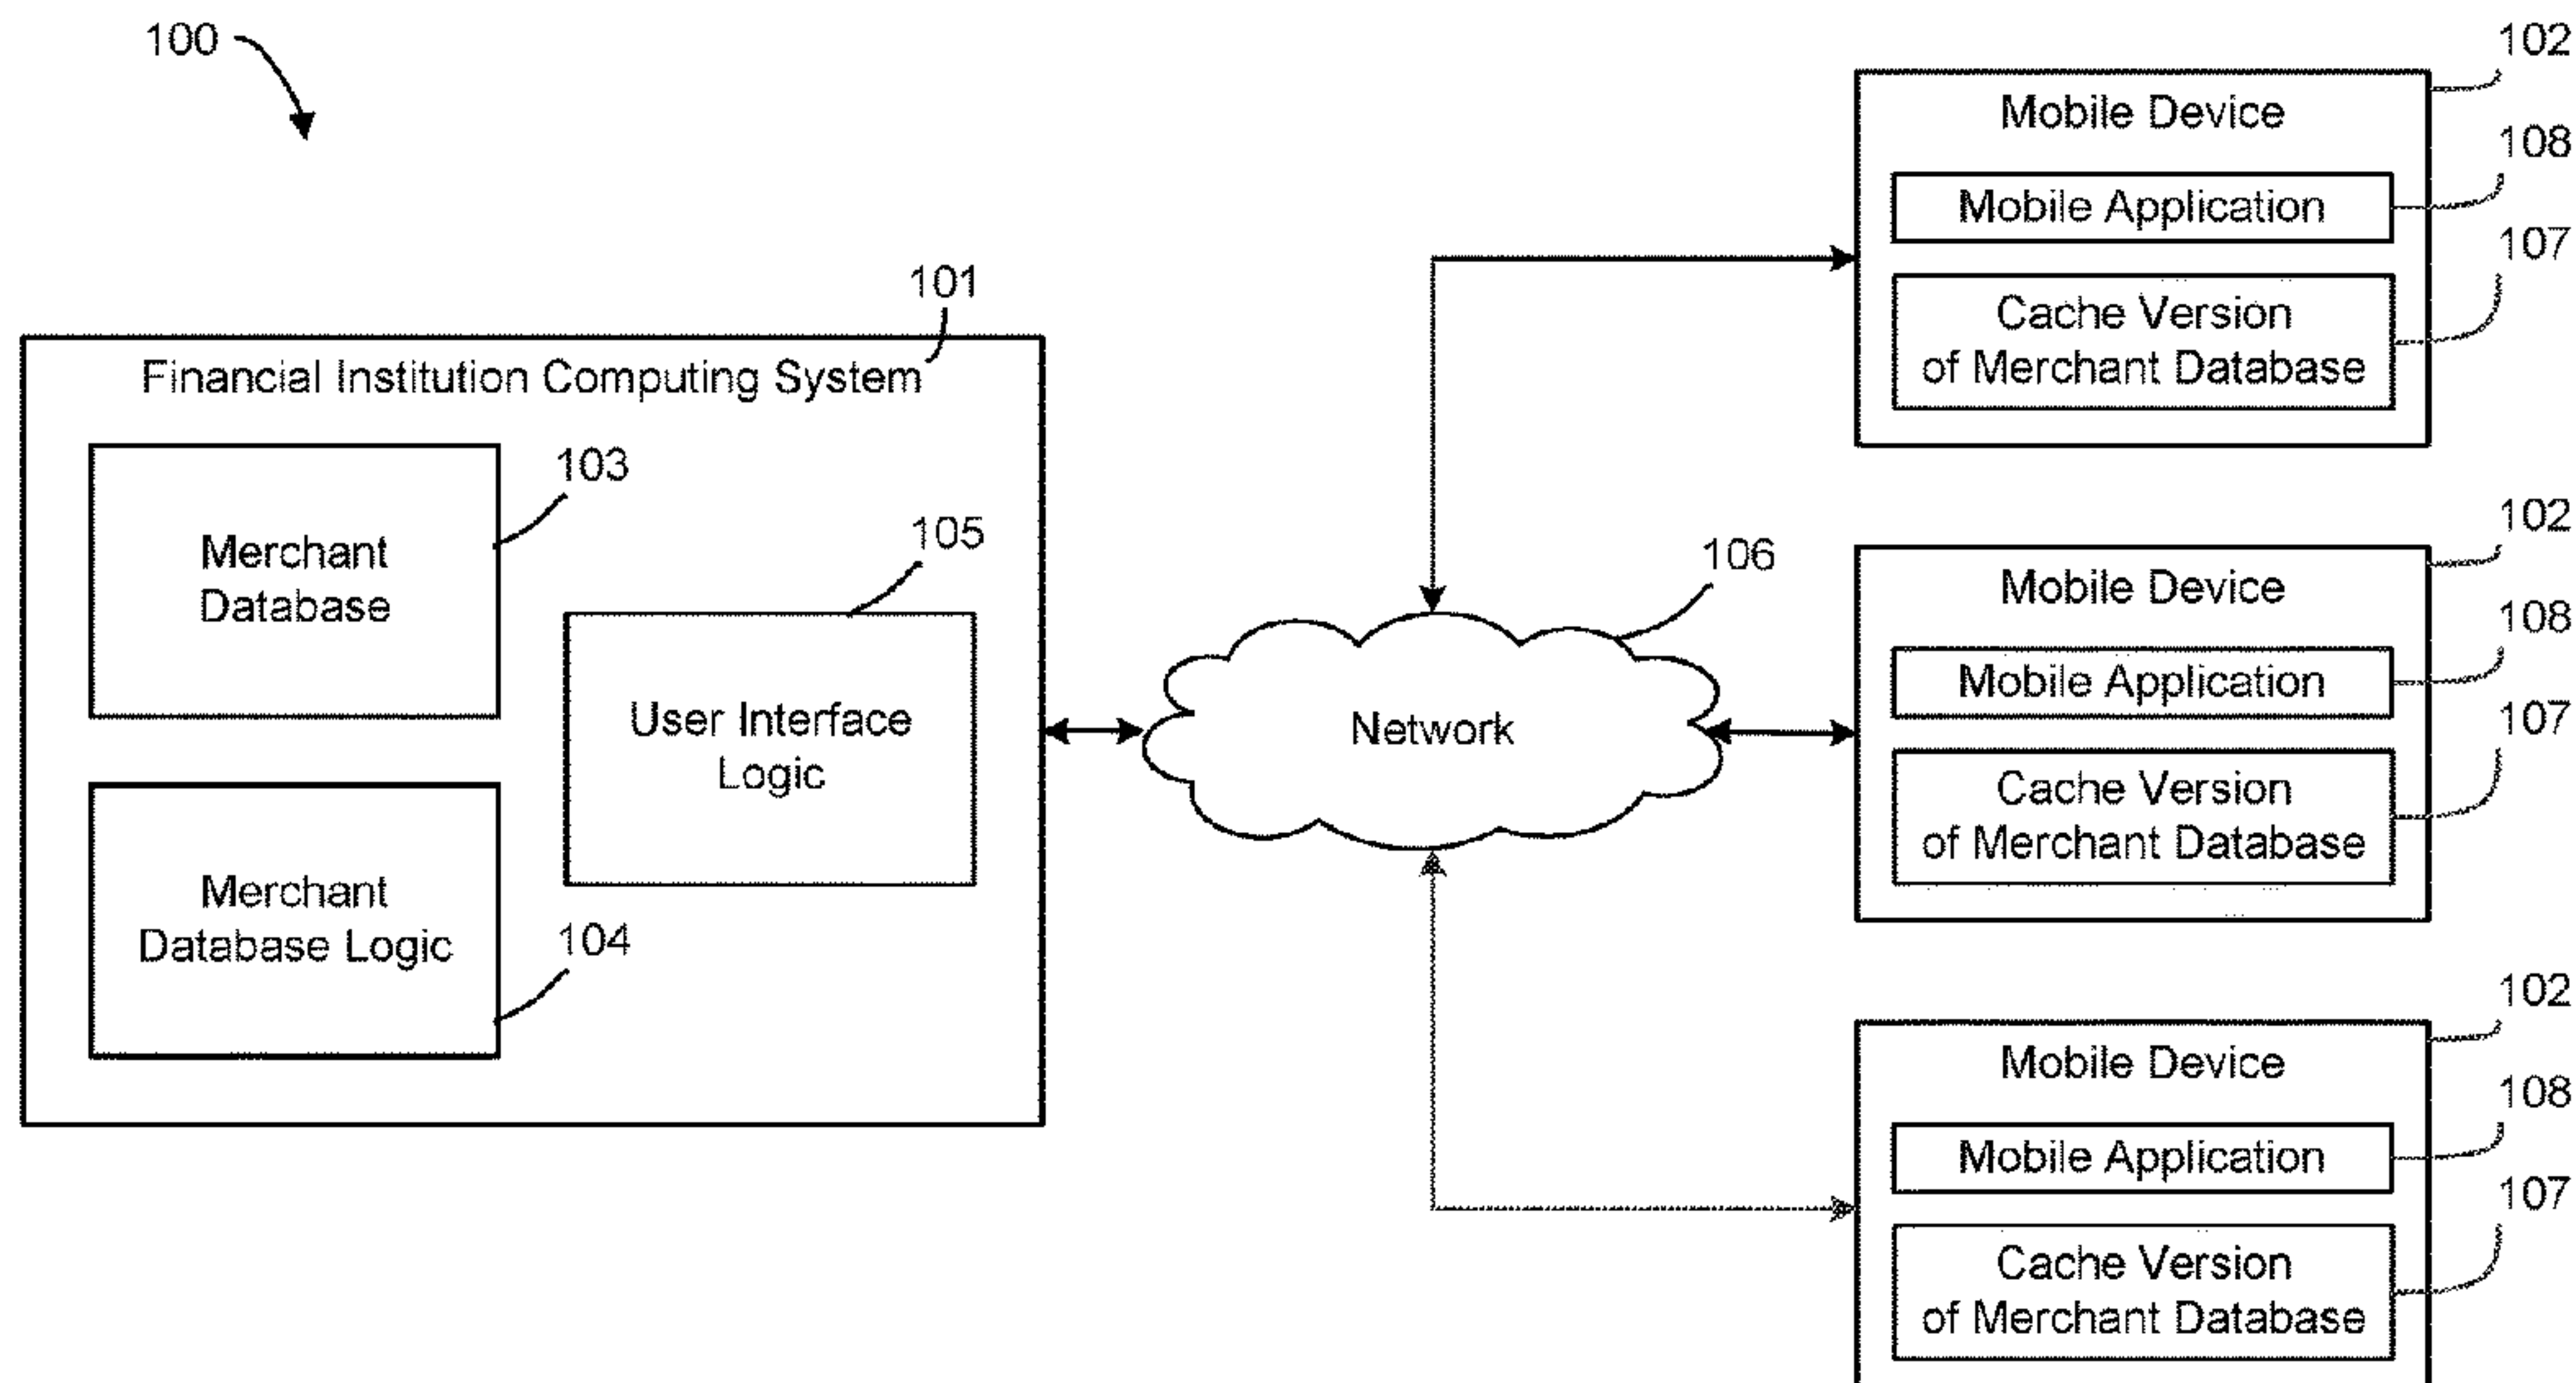 100
101
Financial Institution Computing System
103
Merchant
Database
105
User Interface
Logic
Merchant
Database Logic
104
106
Network
102
Mobile Device
108
Mobile Application
107
Cache Version
of Merchant Database
102
Mobile Device
108
Mobile Application
107
Cache Version
of Merchant Database
102
Mobile Device
108
Mobile Application
107
Cache Version
of Merchant Database